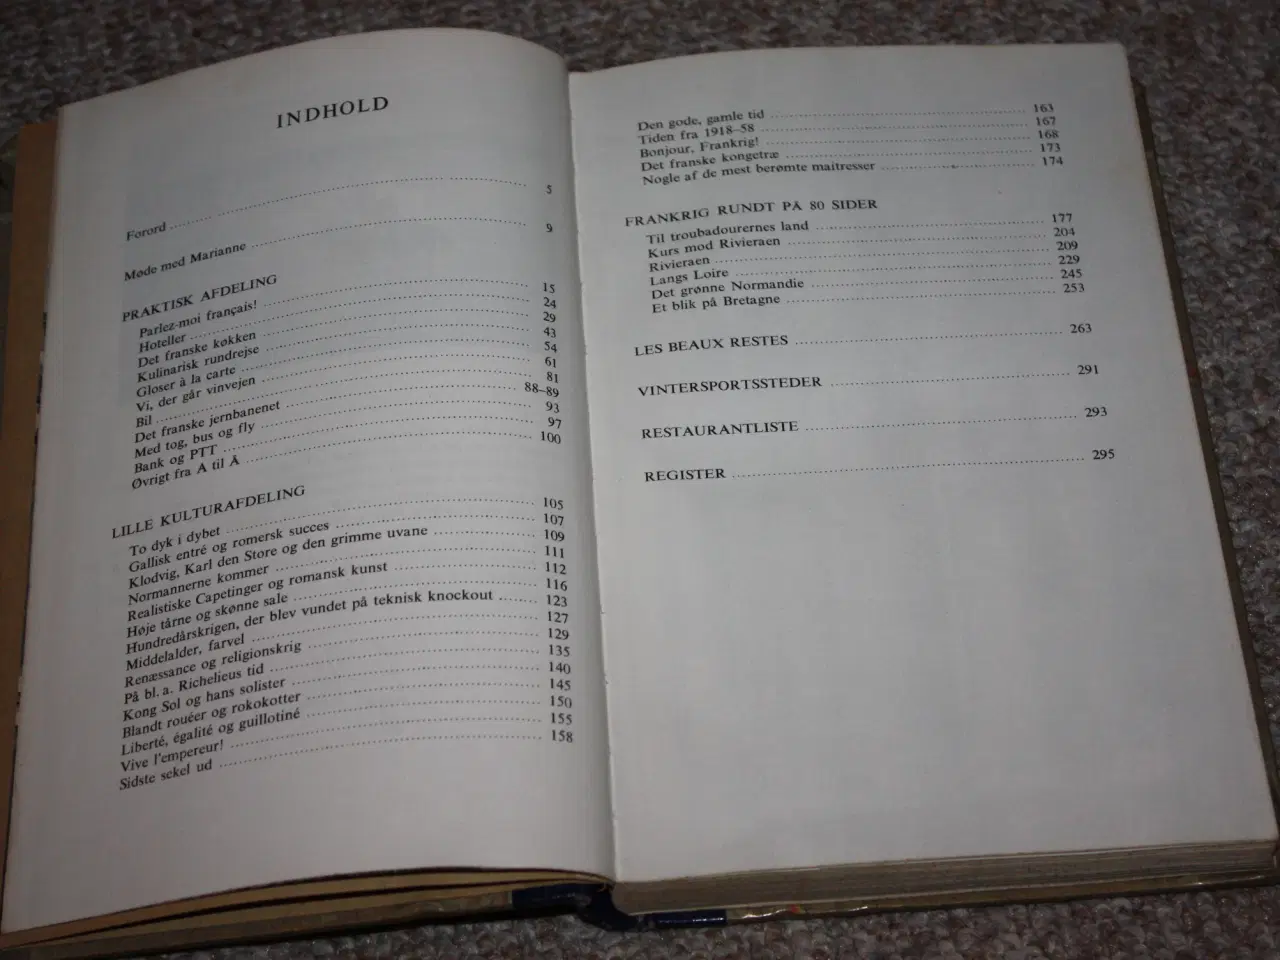 INDHOLD
Forord ........ 5
Møde med Marianne ........ 9
PRAKTISK AFDELING
Parlez-moi français! ........ 15
Hoteller ........ 24
Det franske køkken ........ 29
Kulinarisk rundrejse ........ 43
Gloser à la carte ........ 54
Vi, der går vinvejen ........ 61
Bil ........ 81
Det franske jernbanenet ........ 88–89
Med tog, bus og fly ........ 93
Bank og PTT ........ 97
Øvrigt fra A til Å ........ 100
LILLE KULTURAFDELING
To dyk i dybet ........ 105
Gallisk entré og romersk succes ........ 107
Klodvig, Karl den Store og den grimme uvane ........ 109
Normannerne kommer ........ 111
Realistiske Capetinger og romansk kunst ........ 112
Høje tårne og skønne sale ........ 116
Hundredårskrigen, der blev vundet på teknisk knockout ........ 123
Middelalder, farvel ........ 127
Renæssance og religionskrig ........ 129
På bl. a. Richelieus tid ........ 135
Kong Sol og hans solister ........ 140
Blandt rouéer og rokokotter ........ 145
Liberté, égalité og guillotiné ........ 150
Vive l'empereur! ........ 155
Sidste sekel ud ........ 158
Den gode, gamle tid ........ 163
Tiden fra 1918–58 ........ 167
Bonjour, Frankrig! ........ 168
Det franske kongetræ ........ 173
Nogle af de mest berømte maitresser ........ 174
FRANKRIG RUNDT PÅ 80 SIDER
Til troubadourernes land ........ 177
Kurs mod Rivieraen ........ 204
Rivieraen ........ 209
Langs Loire ........ 229
Det grønne Normandie ........ 245
Et blik på Bretagne ........ 253
LES BEAUX RESTES ........ 263
VINTERSPORTSSTEDER ........ 291
RESTAURANTLISTE ........ 293
REGISTER ........ 295